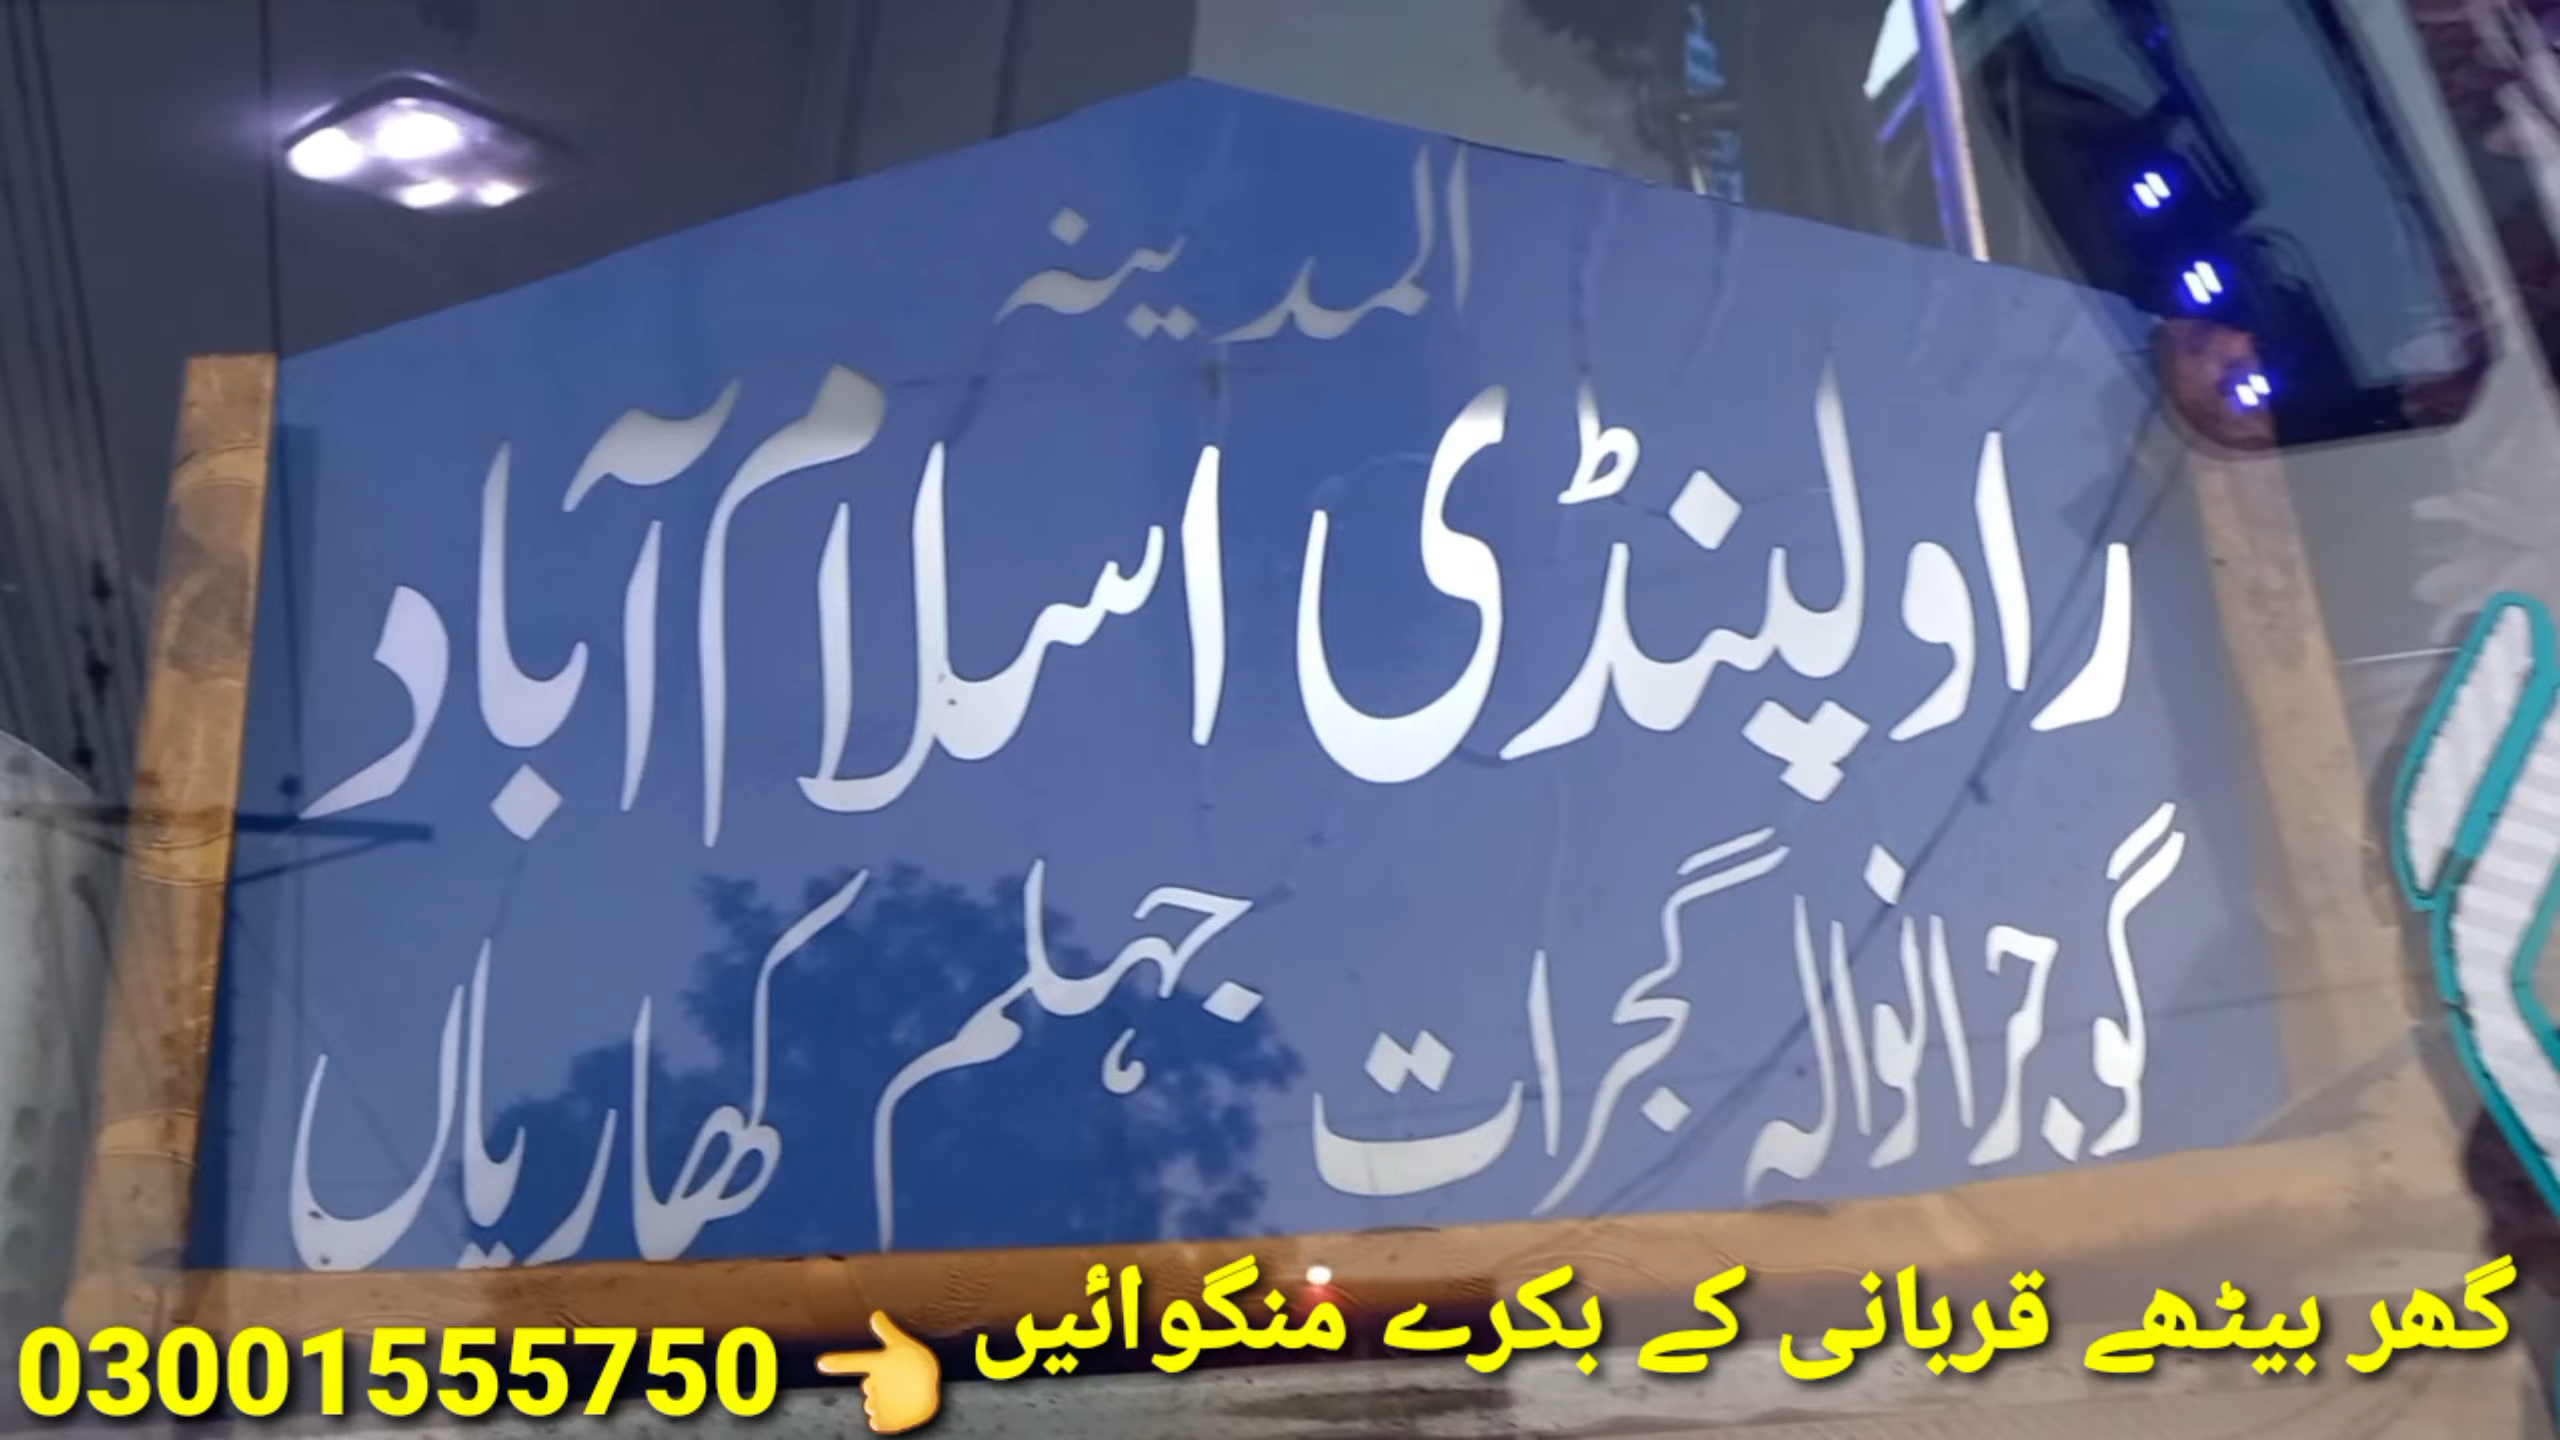 المدینہ
راولپنڈی اسلام آباد
گوجرانوالہ گجرات جہلم کھاریاں
گھر بیٹھے قربانی کے بکرے منگوائیں 👈 03001555750